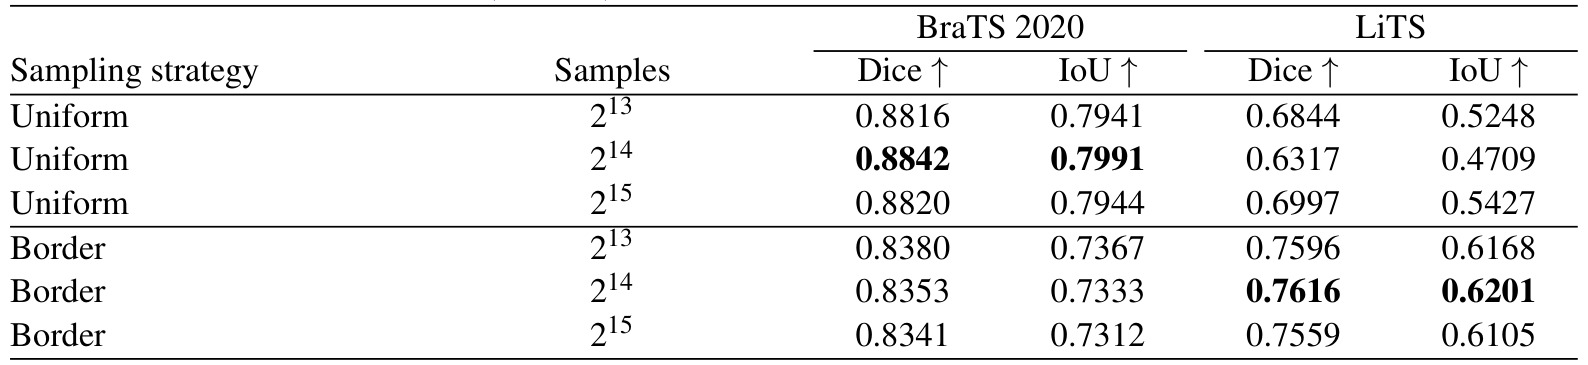 BraTS 2020 LiTS
Sampling strategy Samples Dice ↑ IoU ↑ Dice ↑ IoU ↑
Uniform 2^13 0.8816 0.7941 0.6844 0.5248
Uniform 2^14 0.8842 0.7991 0.6317 0.4709
Uniform 2^15 0.8820 0.7944 0.6997 0.5427
Border 2^13 0.8380 0.7367 0.7596 0.6168
Border 2^14 0.8353 0.7333 0.7616 0.6201
Border 2^15 0.8341 0.7312 0.7559 0.6105